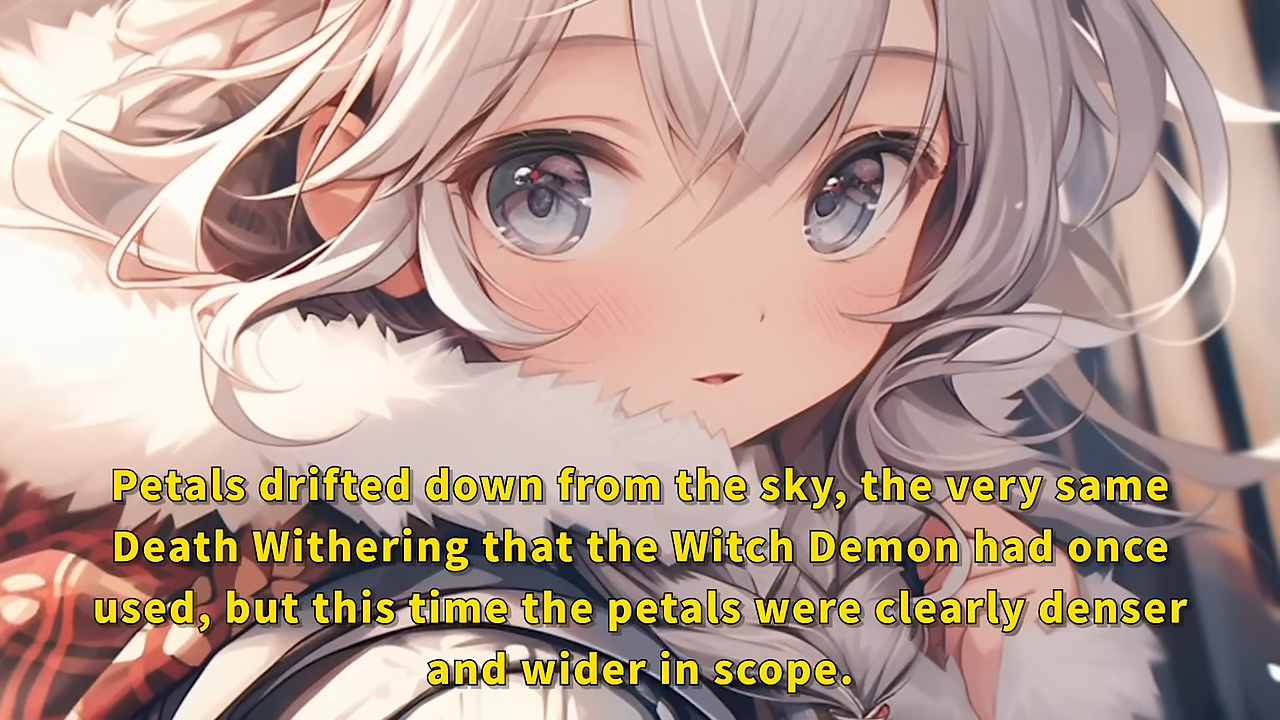 Petals drifted down from the sky, the very same
Death Withering that the Witch Demon had once
used, but this time the petals were clearly denser
and wider in scope.